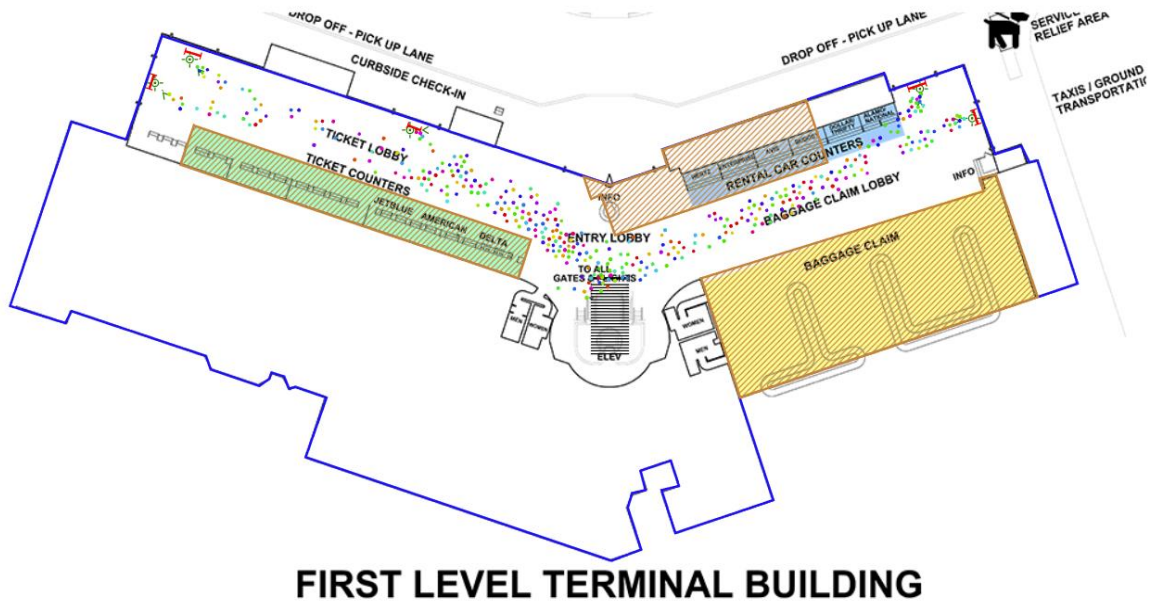 DROP OFF - PICK UP LANE
DROP OFF - PICK UP LANE
SERVICE
RELIEF AREA
CURBSIDE CHECK-IN
TAXIS / GROUND
TRANSPORTATIO
TICKET LOBBY
TICKET COUNTERS
JETBLUE AMERICAN DELTA
HERTZ
ENTERPRISE
AVIS
BUDGET
DOLLAR/
THRIFTY
ALAMO/
NATIONAL
RENTAL CAR COUNTERS
INFO
INFO
BAGGAGE CLAIM LOBBY
ENTRY LOBBY
BAGGAGE CLAIM
TO ALL
GATES & FLIGHTS
MEN
WOMEN
WOMEN
MEN
ELEV
FIRST LEVEL TERMINAL BUILDING